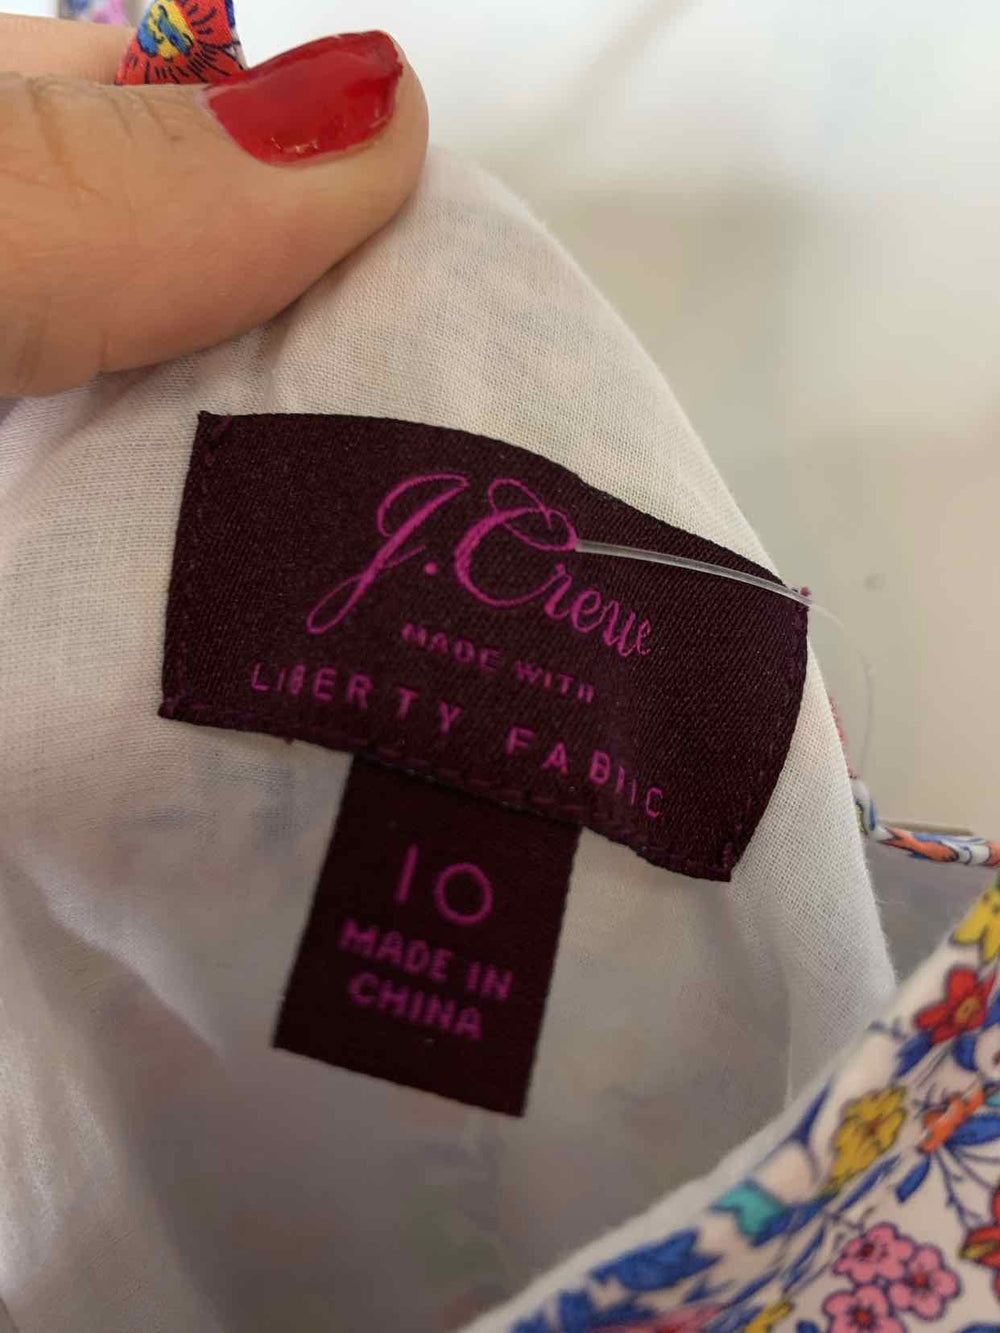 J.Crew
MADE WITH
LIBERTY FABRIC
10
MADE IN
CHINA